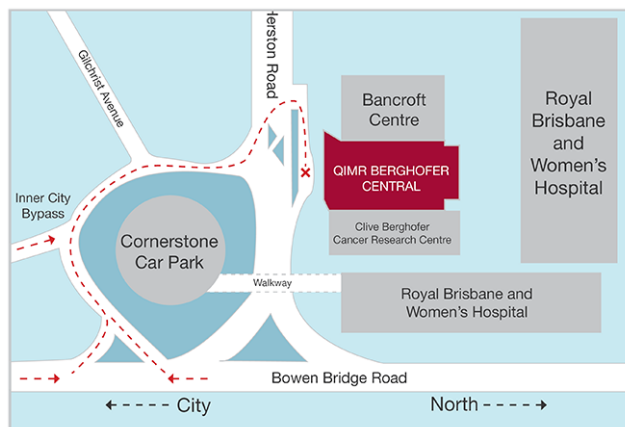 Gilchrist Avenue
Herston Road
Bancroft
Centre
Royal
Brisbane
and
Women's
Hospital
QIMR BERGHOFER
CENTRAL
Inner City
Bypass
Cornerstone
Car Park
Clive Berghofer
Cancer Research Centre
Walkway
Royal Brisbane and
Women's Hospital
Bowen Bridge Road
City
North